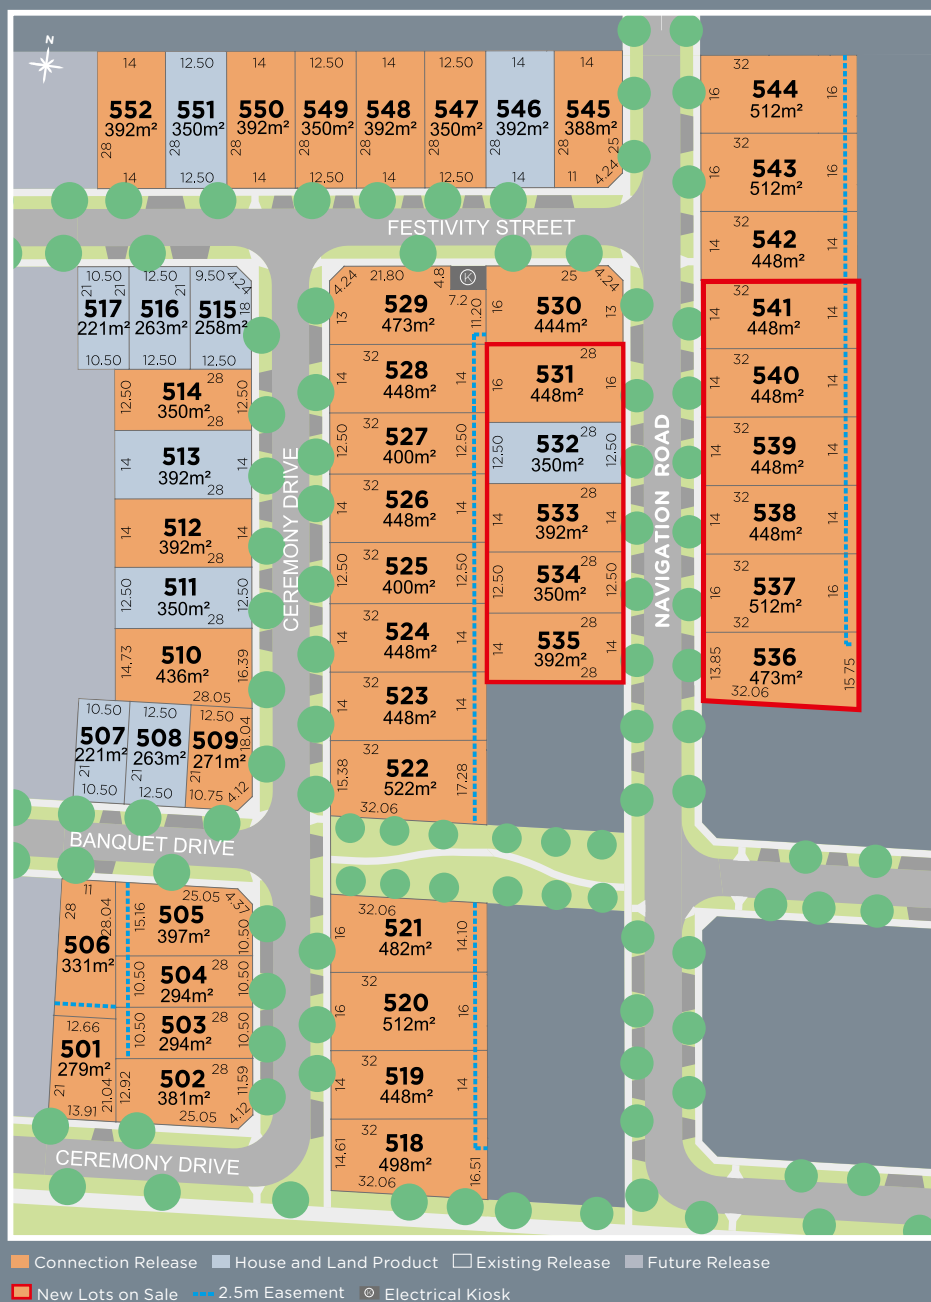 N
14 12.50 14 12.50 14 12.50 14 14
552 551 550 549 548 547 546 545
392m² 350m² 392m² 350m² 392m² 350m² 392m² 388m²
28 28 28 28 28 28 28 28 25
14 12.50 14 12.50 14 12.50 14 11 4.24
32
544
512m²
16 16
32
543
512m²
16 16
32
542
448m²
14 14
32
541
448m²
14 14
32
540
448m²
14 14
32
539
448m²
14 14
32
538
448m²
14 14
32
537
512m²
16 16
32
536
473m²
13.85 15.75
32.06
FESTIVITY STREET
NAVIGATION ROAD
CEREMONY DRIVE
10.50 12.50 9.50 4.24
21 21 21 18
517 516 515
221m² 263m² 258m²
10.50 12.50 12.50
28
514
350m²
12.50 12.50
28
513
392m²
14 14
28
512
392m²
14 14
28
511
350m²
12.50 12.50
28
510
436m²
14.73 16.39
28.05
10.50 12.50 12.50
507 508 509
221m² 263m² 271m²
21 21 21 18.04
10.50 12.50 10.75 4.12
4.24 21.80 4.8
K
529
473m²
13 7.2 11.20
25 4.24
530
444m²
16 13
32
528
448m²
14 14
32
527
400m²
12.50 12.50
32
526
448m²
14 14
32
525
400m²
12.50 12.50
32
524
448m²
14 14
32
523
448m²
14 14
32
522
522m²
15.38 17.28
32.06
28
531
448m²
16 16
28
532
350m²
12.50 12.50
28
533
392m²
14 14
28
534
350m²
12.50 12.50
28
535
392m²
14 14
28
BANQUET DRIVE
11
28 28.04
506
331m²
25.05 4.37
505
397m²
15.16 10.50
28
504
294m²
10.50 10.50
28
503
294m²
10.50 10.50
28
502
381m²
12.92 11.59
25.05 4.12
12.66
501
279m²
21 21.04
13.91
32.06
521
482m²
16 14.10
32
520
512m²
16 16
32
519
448m²
14 14
32
518
498m²
14.61 16.51
32.06
CEREMONY DRIVE
Connection Release House and Land Product Existing Release Future Release
New Lots on Sale 2.5m Easement K Electrical Kiosk